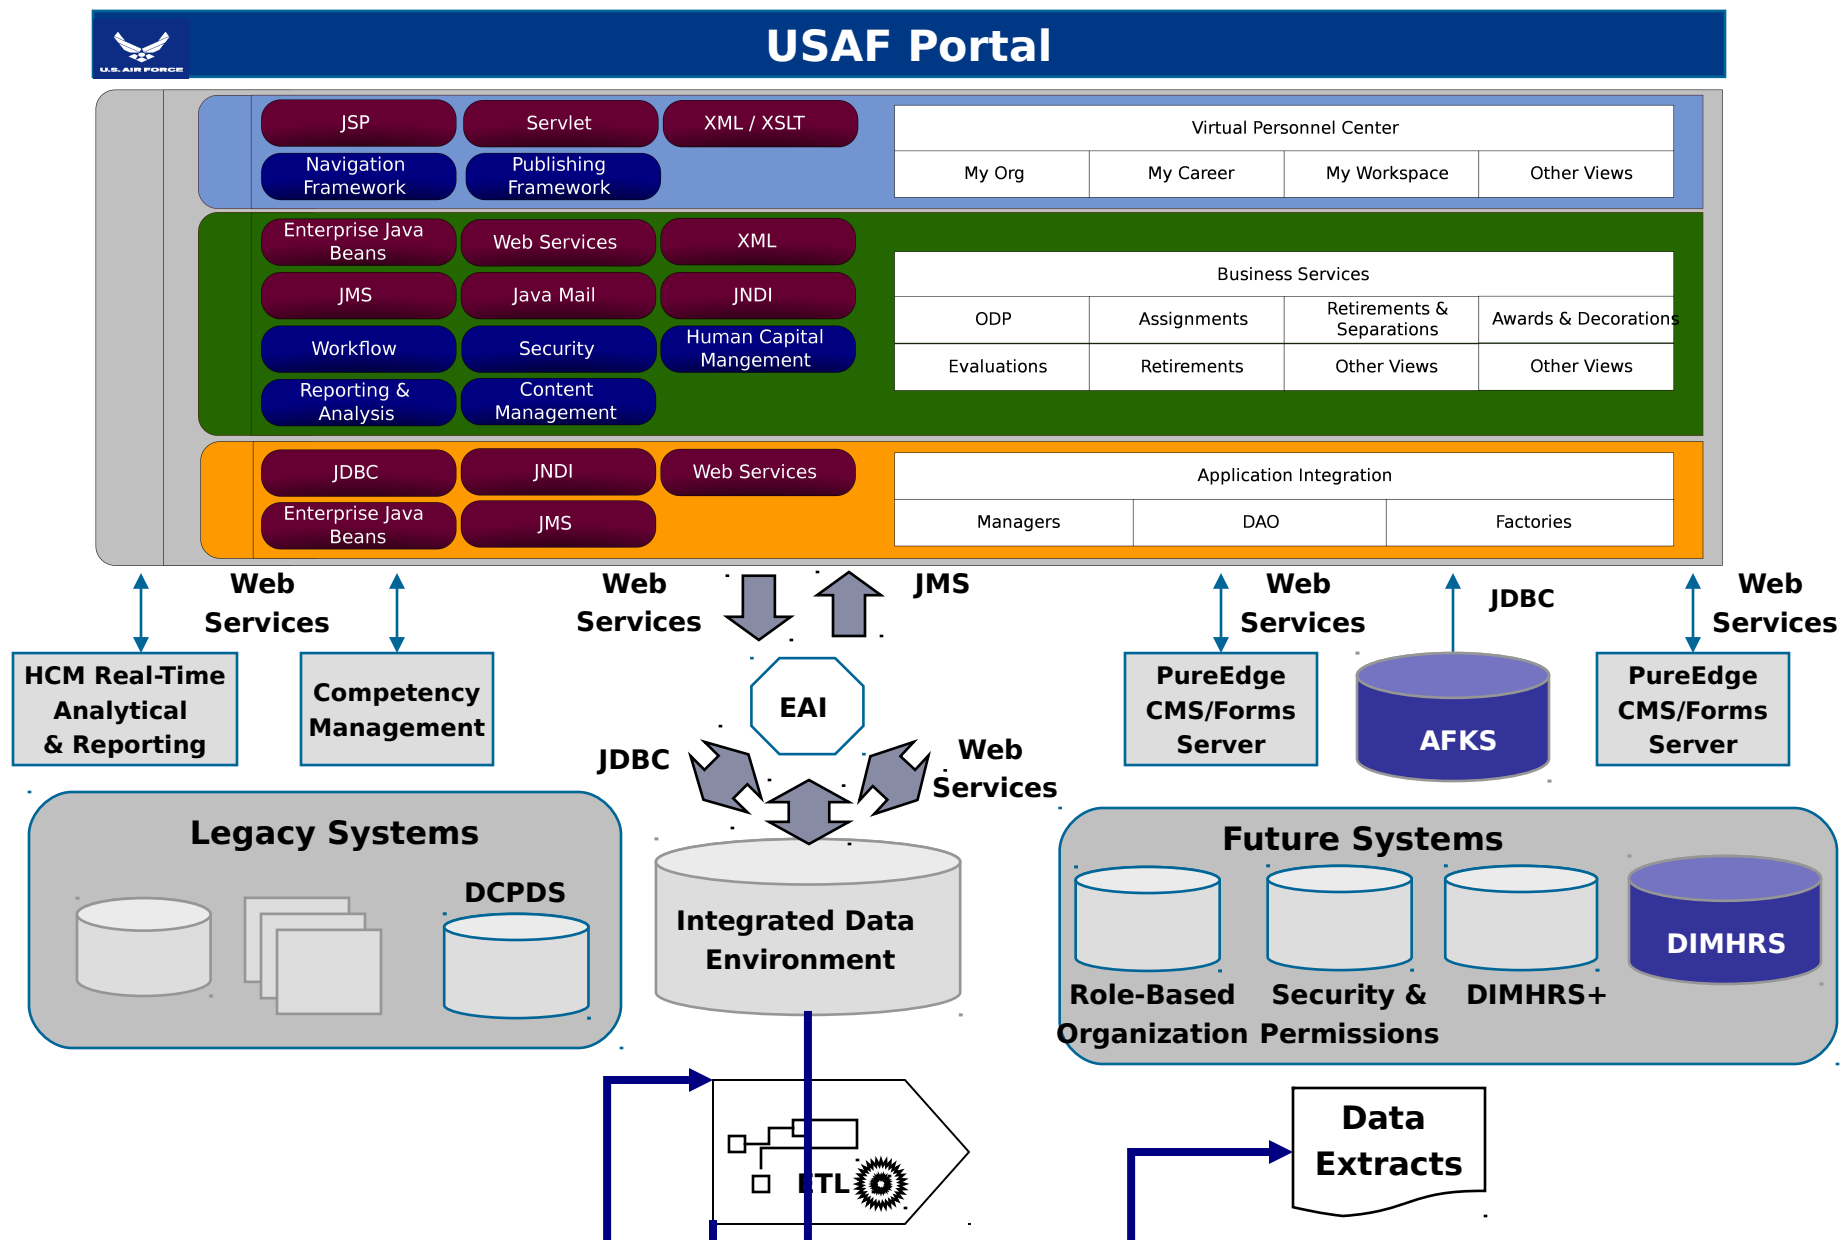 USAF Portal
U.S. AIR FORCE
JSP
Servlet
XML / XSLT
Navigation
Framework
Publishing
Framework
Virtual Personnel Center
My Org
My Career
My Workspace
Other Views
Enterprise Java
Beans
Web Services
XML
JMS
Java Mail
JNDI
Workflow
Security
Human Capital
Mangement
Reporting &
Analysis
Content
Management
Business Services
ODP
Assignments
Retirements &
Separations
Awards & Decorations
Evaluations
Retirements
Other Views
Other Views
JDBC
JNDI
Web Services
Enterprise Java
Beans
JMS
Application Integration
Managers
DAO
Factories
Web
Services
Web
Services
JMS
Web
Services
JDBC
Web
Services
HCM Real-Time
Analytical
& Reporting
Competency
Management
EAI
PureEdge
CMS/Forms
Server
AFKS
PureEdge
CMS/Forms
Server
JDBC
Web
Services
Legacy Systems
DCPDS
Integrated Data
Environment
Future Systems
Role-Based
Organization
Security &
Permissions
DIMHRS+
DIMHRS
ETL
Data
Extracts